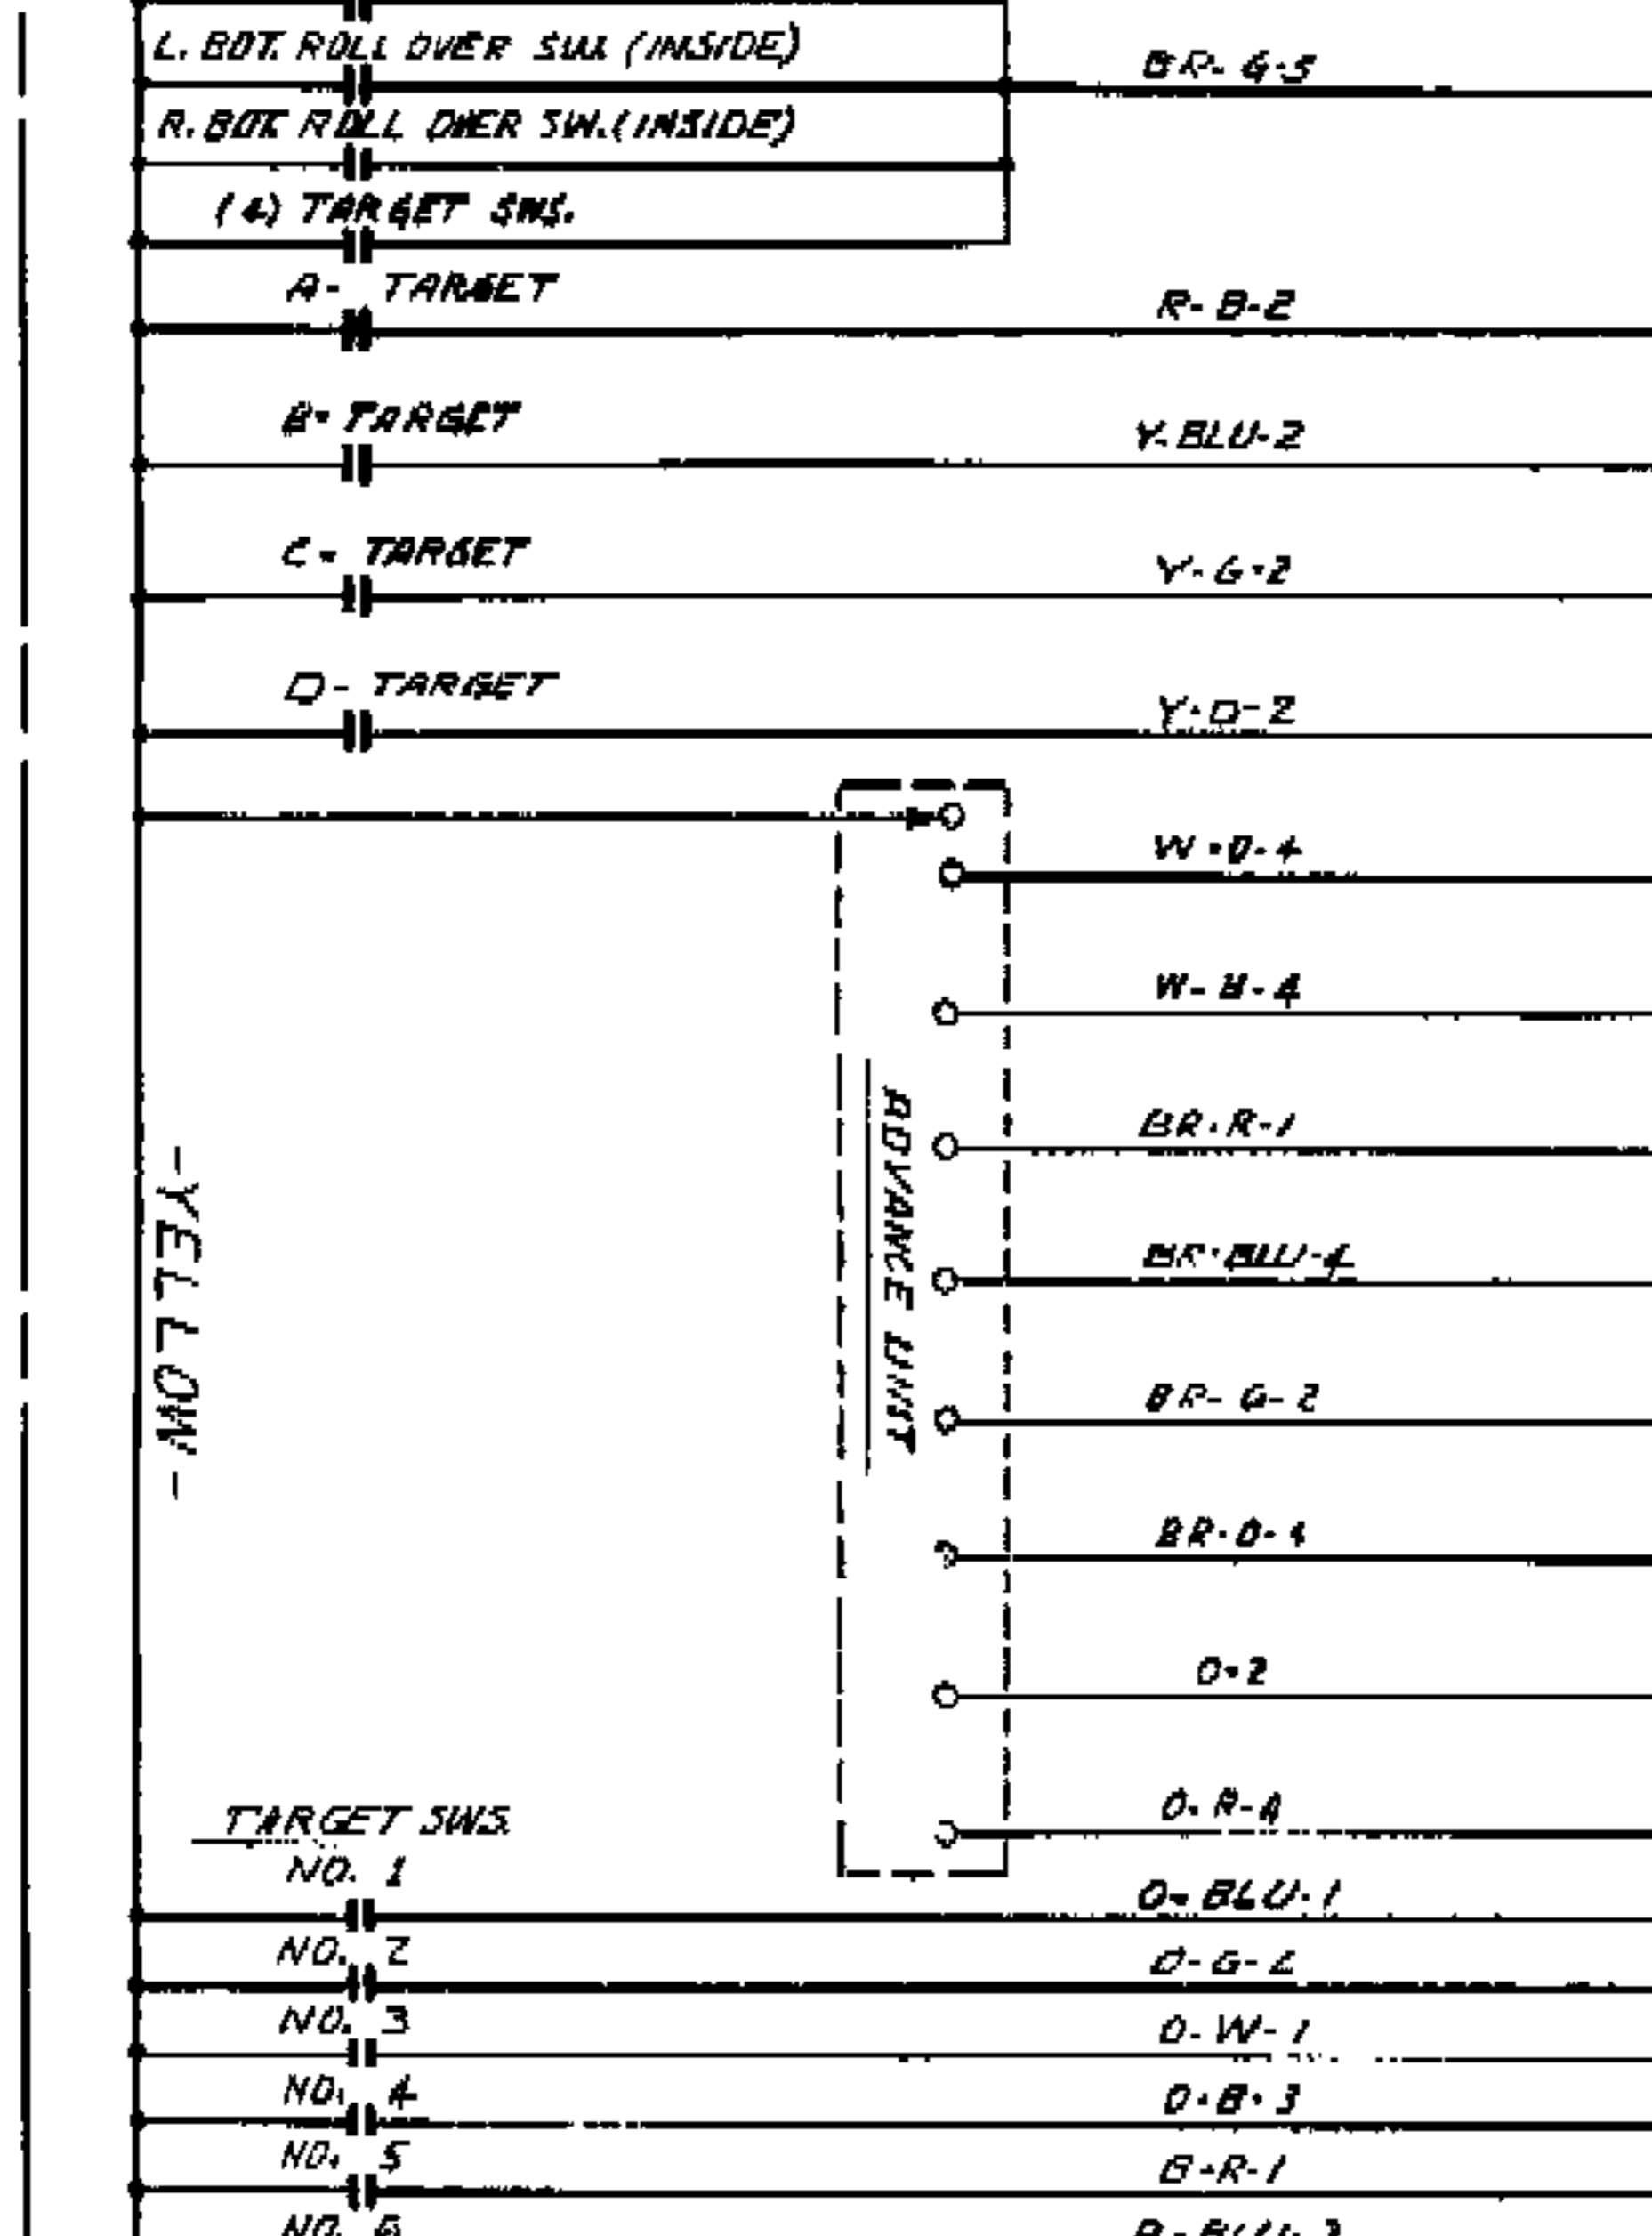 L. BOT. ROLL OVER SW. (INSIDE)
BR-G-5
R. BOT. ROLL OVER SW. (INSIDE)
(4) TARGET SWS.
A- TARGET
R-B-2
B- TARGET
Y-BLU-2
C- TARGET
Y-G-2
D- TARGET
Y-O-2
W-O-4
W-B-4
BR-R-1
-YELLOW-
ADVANCE UNIT
BR-BLU-4
BR-G-2
BR-O-4
O-2
O-R-4
TARGET SWS.
NO. 1
O-BLU-1
NO. 2
O-G-2
NO. 3
O-W-1
NO. 4
O-B-3
NO. 5
B-R-1
NO. 6